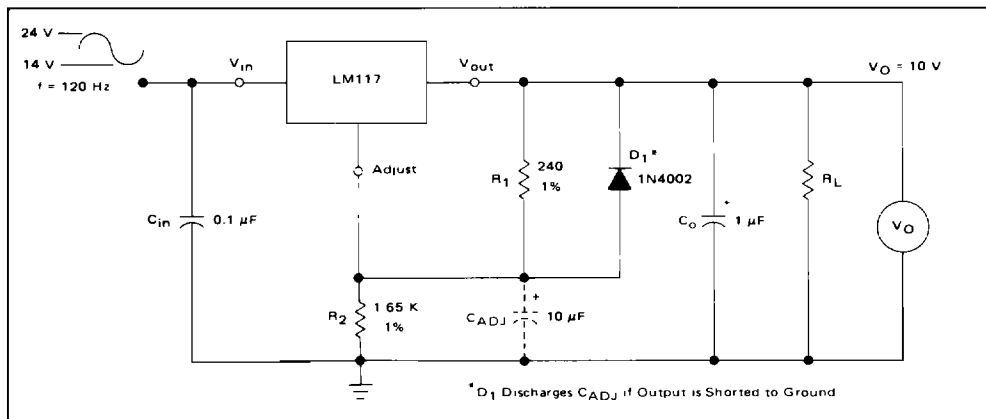 24 V
14 V
f = 120 Hz
Vin
LM117
Vout
VO = 10 V
Adjust
Cin
0.1 μF
R1
240
1%
D1*
1N4002
CO
+
1 μF
RL
VO
R2
1 65 K
1%
CADJ
+
10 μF
*D1 Discharges CADJ if Output is Shorted to Ground